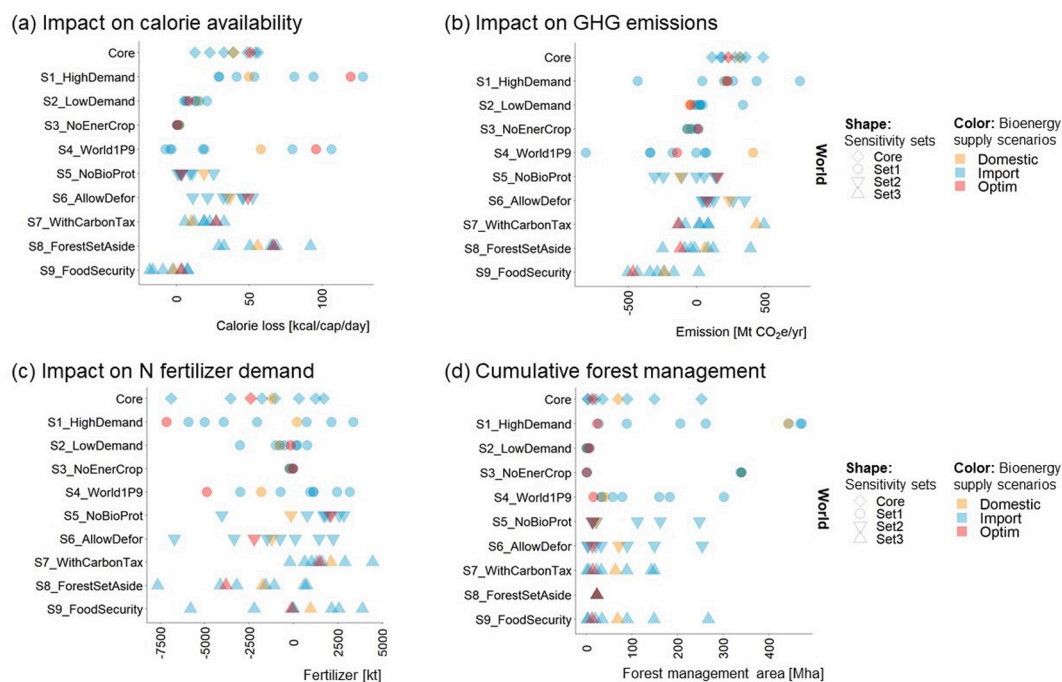 (a) Impact on calorie availability
Core
S1_HighDemand
S2_LowDemand
S3_NoEnerCrop
S4_World1P9
S5_NoBioProt
S6_AllowDefor
S7_WithCarbonTax
S8_ForestSetAside
S9_FoodSecurity
0
50
100
Calorie loss [kcal/cap/day]
(b) Impact on GHG emissions
Core
S1_HighDemand
S2_LowDemand
S3_NoEnerCrop
S4_World1P9
S5_NoBioProt
S6_AllowDefor
S7_WithCarbonTax
S8_ForestSetAside
S9_FoodSecurity
-500
0
500
Emission [Mt CO₂e/yr]
World
Shape:
Sensitivity sets
Core
Set1
Set2
Set3
Color: Bioenergy
supply scenarios
Domestic
Import
Optim
(c) Impact on N fertilizer demand
Core
S1_HighDemand
S2_LowDemand
S3_NoEnerCrop
S4_World1P9
S5_NoBioProt
S6_AllowDefor
S7_WithCarbonTax
S8_ForestSetAside
S9_FoodSecurity
-7500
-5000
-2500
0
2500
5000
Fertilizer [kt]
(d) Cumulative forest management
Core
S1_HighDemand
S2_LowDemand
S3_NoEnerCrop
S4_World1P9
S5_NoBioProt
S6_AllowDefor
S7_WithCarbonTax
S8_ForestSetAside
S9_FoodSecurity
0
100
200
300
400
Forest management area [Mha]
World
Shape:
Sensitivity sets
Core
Set1
Set2
Set3
Color: Bioenergy
supply scenarios
Domestic
Import
Optim